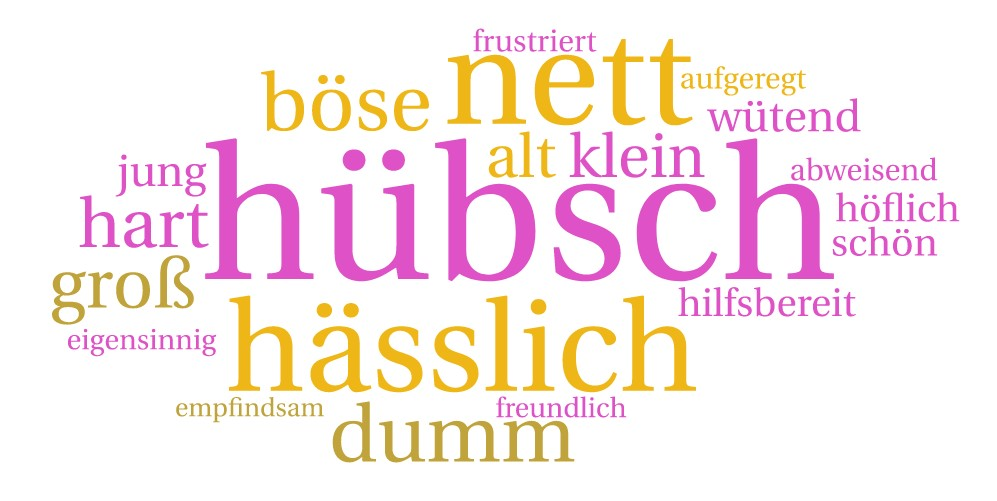 frustriert
nett
böse
aufgeregt
wütend
alt
klein
jung
hübsch
abweisend
hart
höflich
schön
groß
hilfsbereit
eigensinnig
hässlich
empfindsam
freundlich
dumm